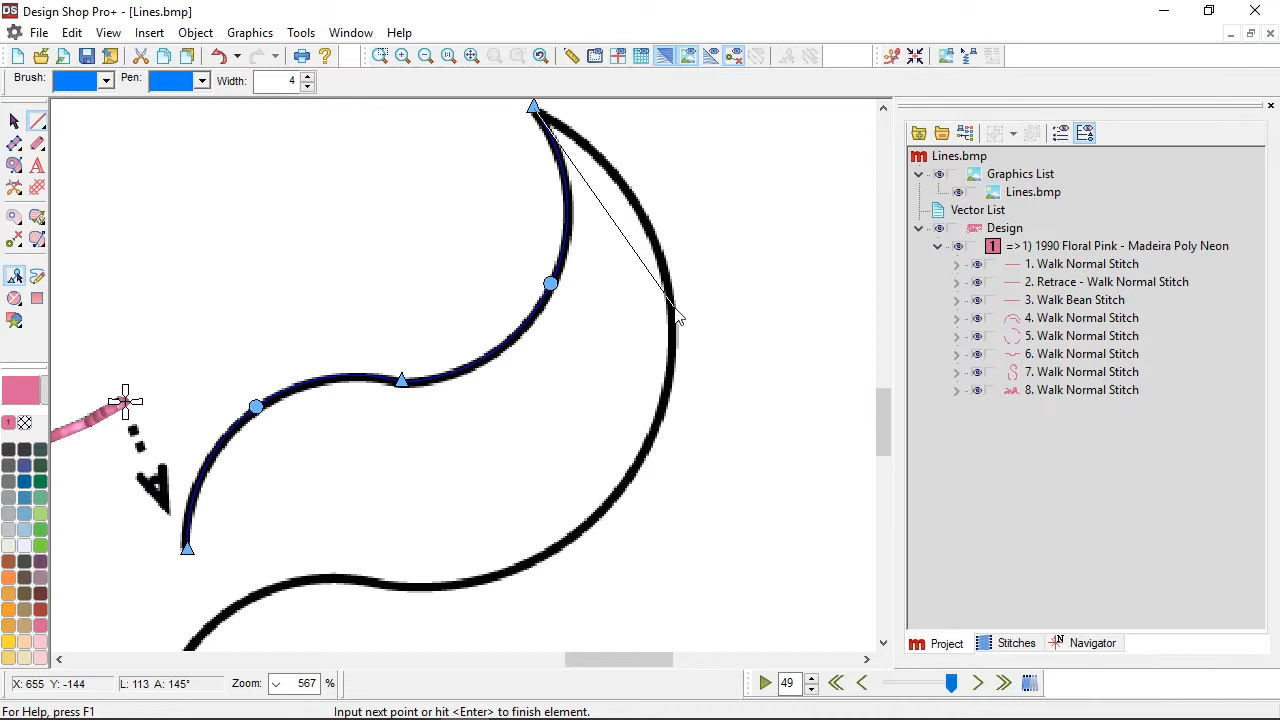 DS Design Shop Pro+ - [Lines.bmp]
File Edit View Insert Object Graphics Tools Window Help
Brush: Pen: Width: 4
m Lines.bmp
Graphics List
Lines.bmp
Vector List
Design
1 =>1) 1990 Floral Pink - Madeira Poly Neon
1. Walk Normal Stitch
2. Retrace - Walk Normal Stitch
3. Walk Bean Stitch
4. Walk Normal Stitch
5. Walk Normal Stitch
6. Walk Normal Stitch
7. Walk Normal Stitch
8. Walk Normal Stitch
1
m Project Stitches N Navigator
X: 655 Y: -144 L: 113 A: 145° Zoom: 567 % 49
For Help, press F1 Input next point or hit <Enter> to finish element.